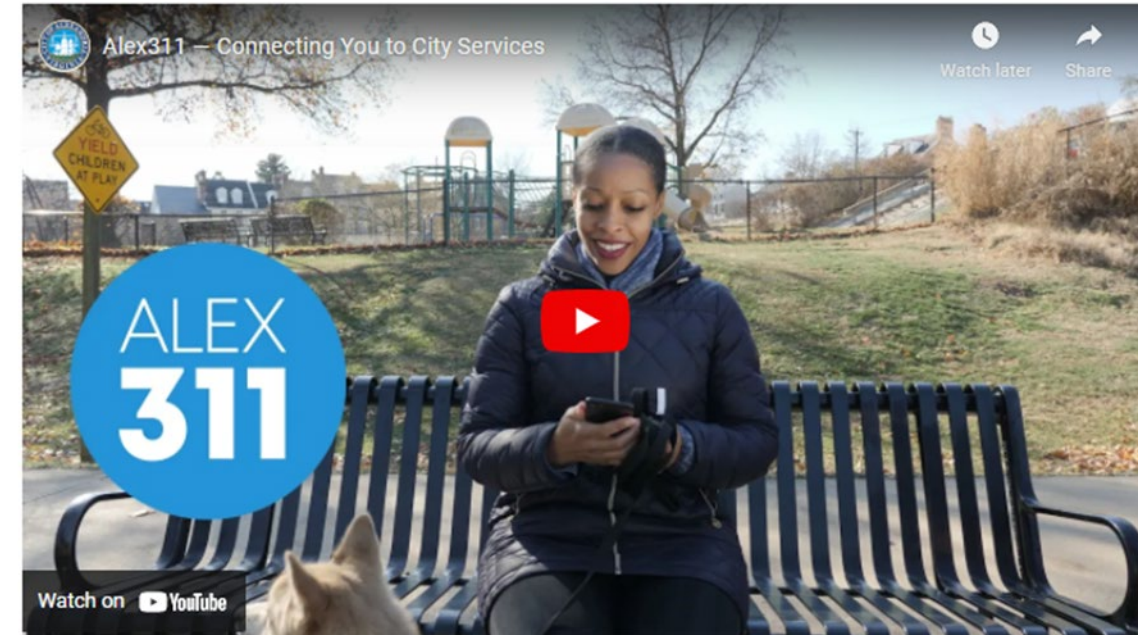 Alex311 — Connecting You to City Services
Watch later
Share
YIELD
CHILDREN
AT PLAY
ALEX
311
Watch on YouTube